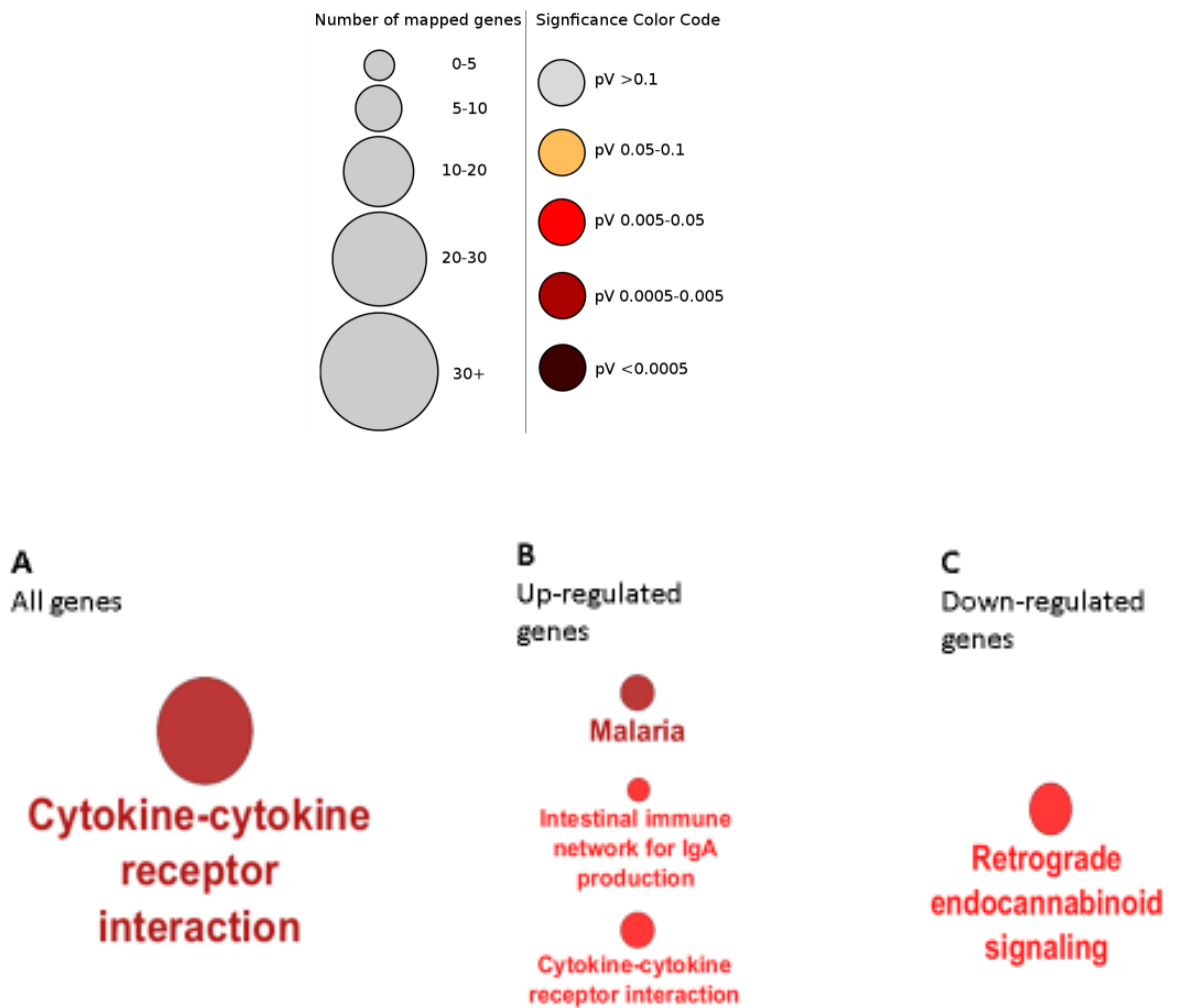 Number of mapped genes
0-5
5-10
10-20
20-30
30+
Signficance Color Code
pV >0.1
pV 0.05-0.1
pV 0.005-0.05
pV 0.0005-0.005
pV <0.0005
A
All genes
Cytokine-cytokine
receptor
interaction
B
Up-regulated
genes
Malaria
Intestinal immune
network for IgA
production
Cytokine-cytokine
receptor interaction
C
Down-regulated
genes
Retrograde
endocannabinoid
signaling